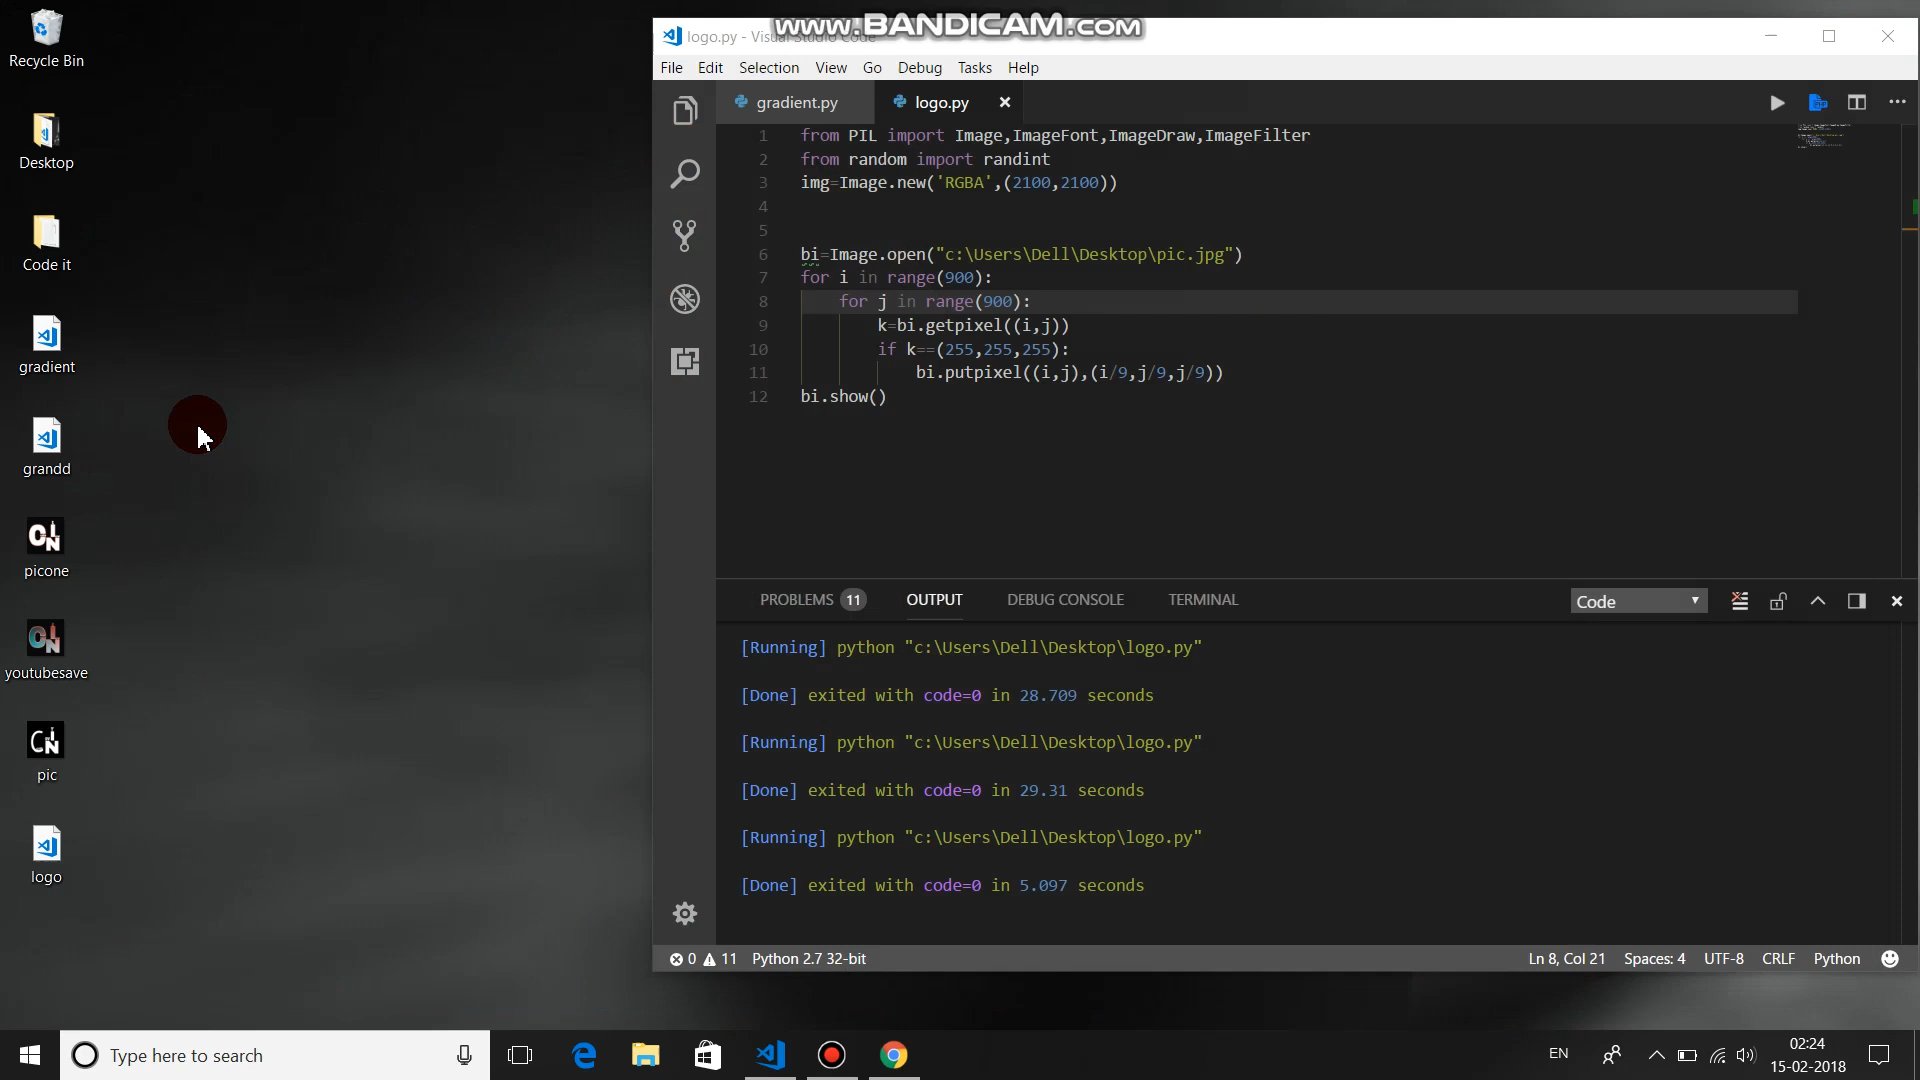 Recycle Bin
Desktop
Code it
gradient
grandd
picone
youtubesave
pic
logo
www.BANDICAM.com
logo.py - Visual Studio Code
File Edit Selection View Go Debug Tasks Help
gradient.py logo.py
1 from PIL import Image,ImageFont,ImageDraw,ImageFilter
2 from random import randint
3 img=Image.new('RGBA',(2100,2100))
4
5
6 bi=Image.open("c:\Users\Dell\Desktop\pic.jpg")
7 for i in range(900):
8 for j in range(900):
9 k=bi.getpixel((i,j))
10 if k==(255,255,255):
11 bi.putpixel((i,j),(i/9,j/9,j/9))
12 bi.show()
PROBLEMS 11 OUTPUT DEBUG CONSOLE TERMINAL Code
[Running] python "c:\Users\Dell\Desktop\logo.py"
[Done] exited with code=0 in 28.709 seconds
[Running] python "c:\Users\Dell\Desktop\logo.py"
[Done] exited with code=0 in 29.31 seconds
[Running] python "c:\Users\Dell\Desktop\logo.py"
[Done] exited with code=0 in 5.097 seconds
0 11 Python 2.7 32-bit Ln 8, Col 21 Spaces: 4 UTF-8 CRLF Python
Type here to search
EN
02:24
15-02-2018